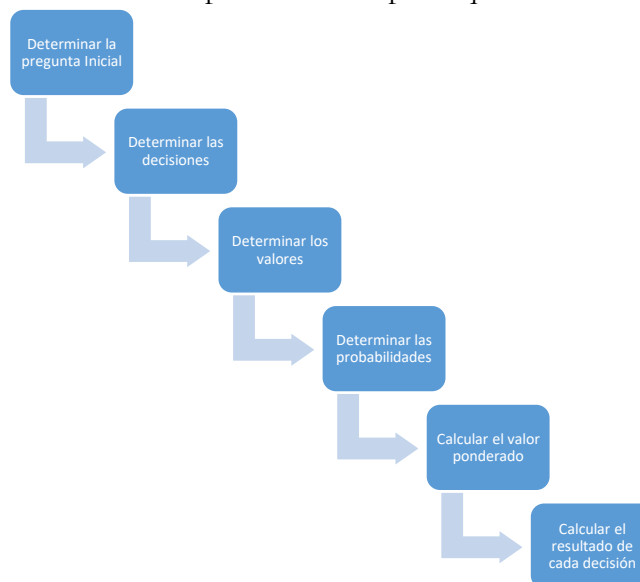 Determinar la
pregunta Inicial
Determinar las
decisiones
Determinar los
valores
Determinar las
probabilidades
Calcular el valor
ponderado
Calcular el
resultado de
cada decisión